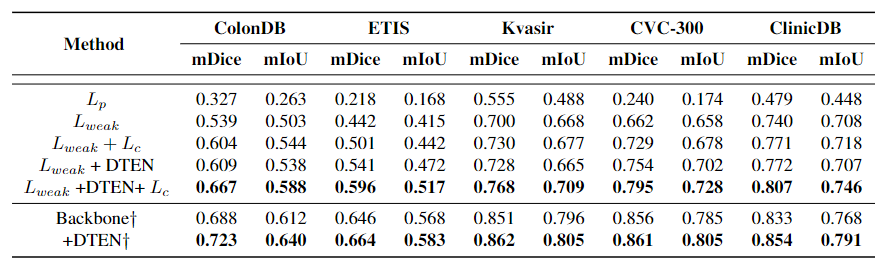 Method ColonDB ETIS Kvasir CVC-300 ClinicDB
mDice mIoU mDice mIoU mDice mIoU mDice mIoU mDice mIoU
L_p 0.327 0.263 0.218 0.168 0.555 0.488 0.240 0.174 0.479 0.448
L_weak 0.539 0.503 0.442 0.415 0.700 0.668 0.662 0.658 0.740 0.708
L_weak + L_c 0.604 0.544 0.501 0.442 0.730 0.677 0.729 0.678 0.771 0.718
L_weak + DTEN 0.609 0.538 0.541 0.472 0.728 0.665 0.754 0.702 0.772 0.707
L_weak +DTEN+ L_c 0.667 0.588 0.596 0.517 0.768 0.709 0.795 0.728 0.807 0.746
Backbone† 0.688 0.612 0.646 0.568 0.851 0.796 0.856 0.785 0.833 0.768
+DTEN† 0.723 0.640 0.664 0.583 0.862 0.805 0.861 0.805 0.854 0.791